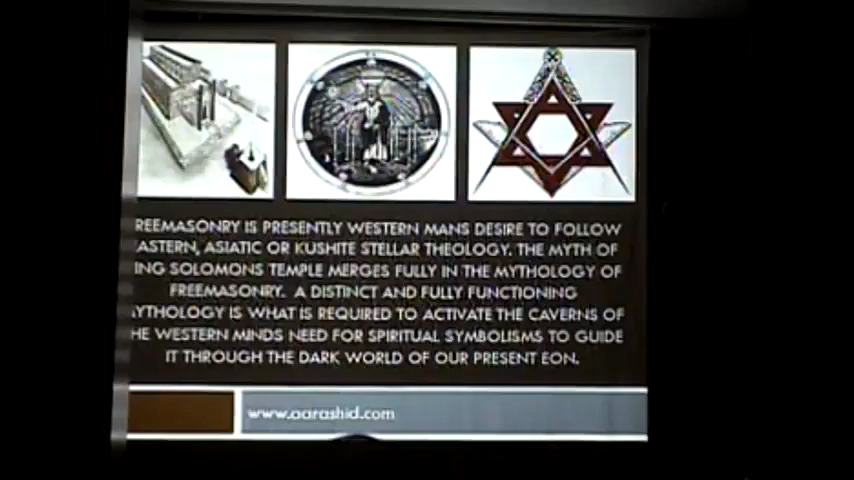 REEMASONRY IS PRESENTLY WESTERN MANS DESIRE TO FOLLOW
ASTERN, ASIATIC OR KUSHITE STELLAR THEOLOGY. THE MYTH OF
ING SOLOMONS TEMPLE MERGES FULLY IN THE MYTHOLOGY OF
FREEMASONRY. A DISTINCT AND FULLY FUNCTIONING
YTHOLOGY IS WHAT IS REQUIRED TO ACTIVATE THE CAVERNS OF
HE WESTERN MINDS NEED FOR SPIRITUAL SYMBOLISMS TO GUIDE
IT THROUGH THE DARK WORLD OF OUR PRESENT EON.
www.aarashid.com